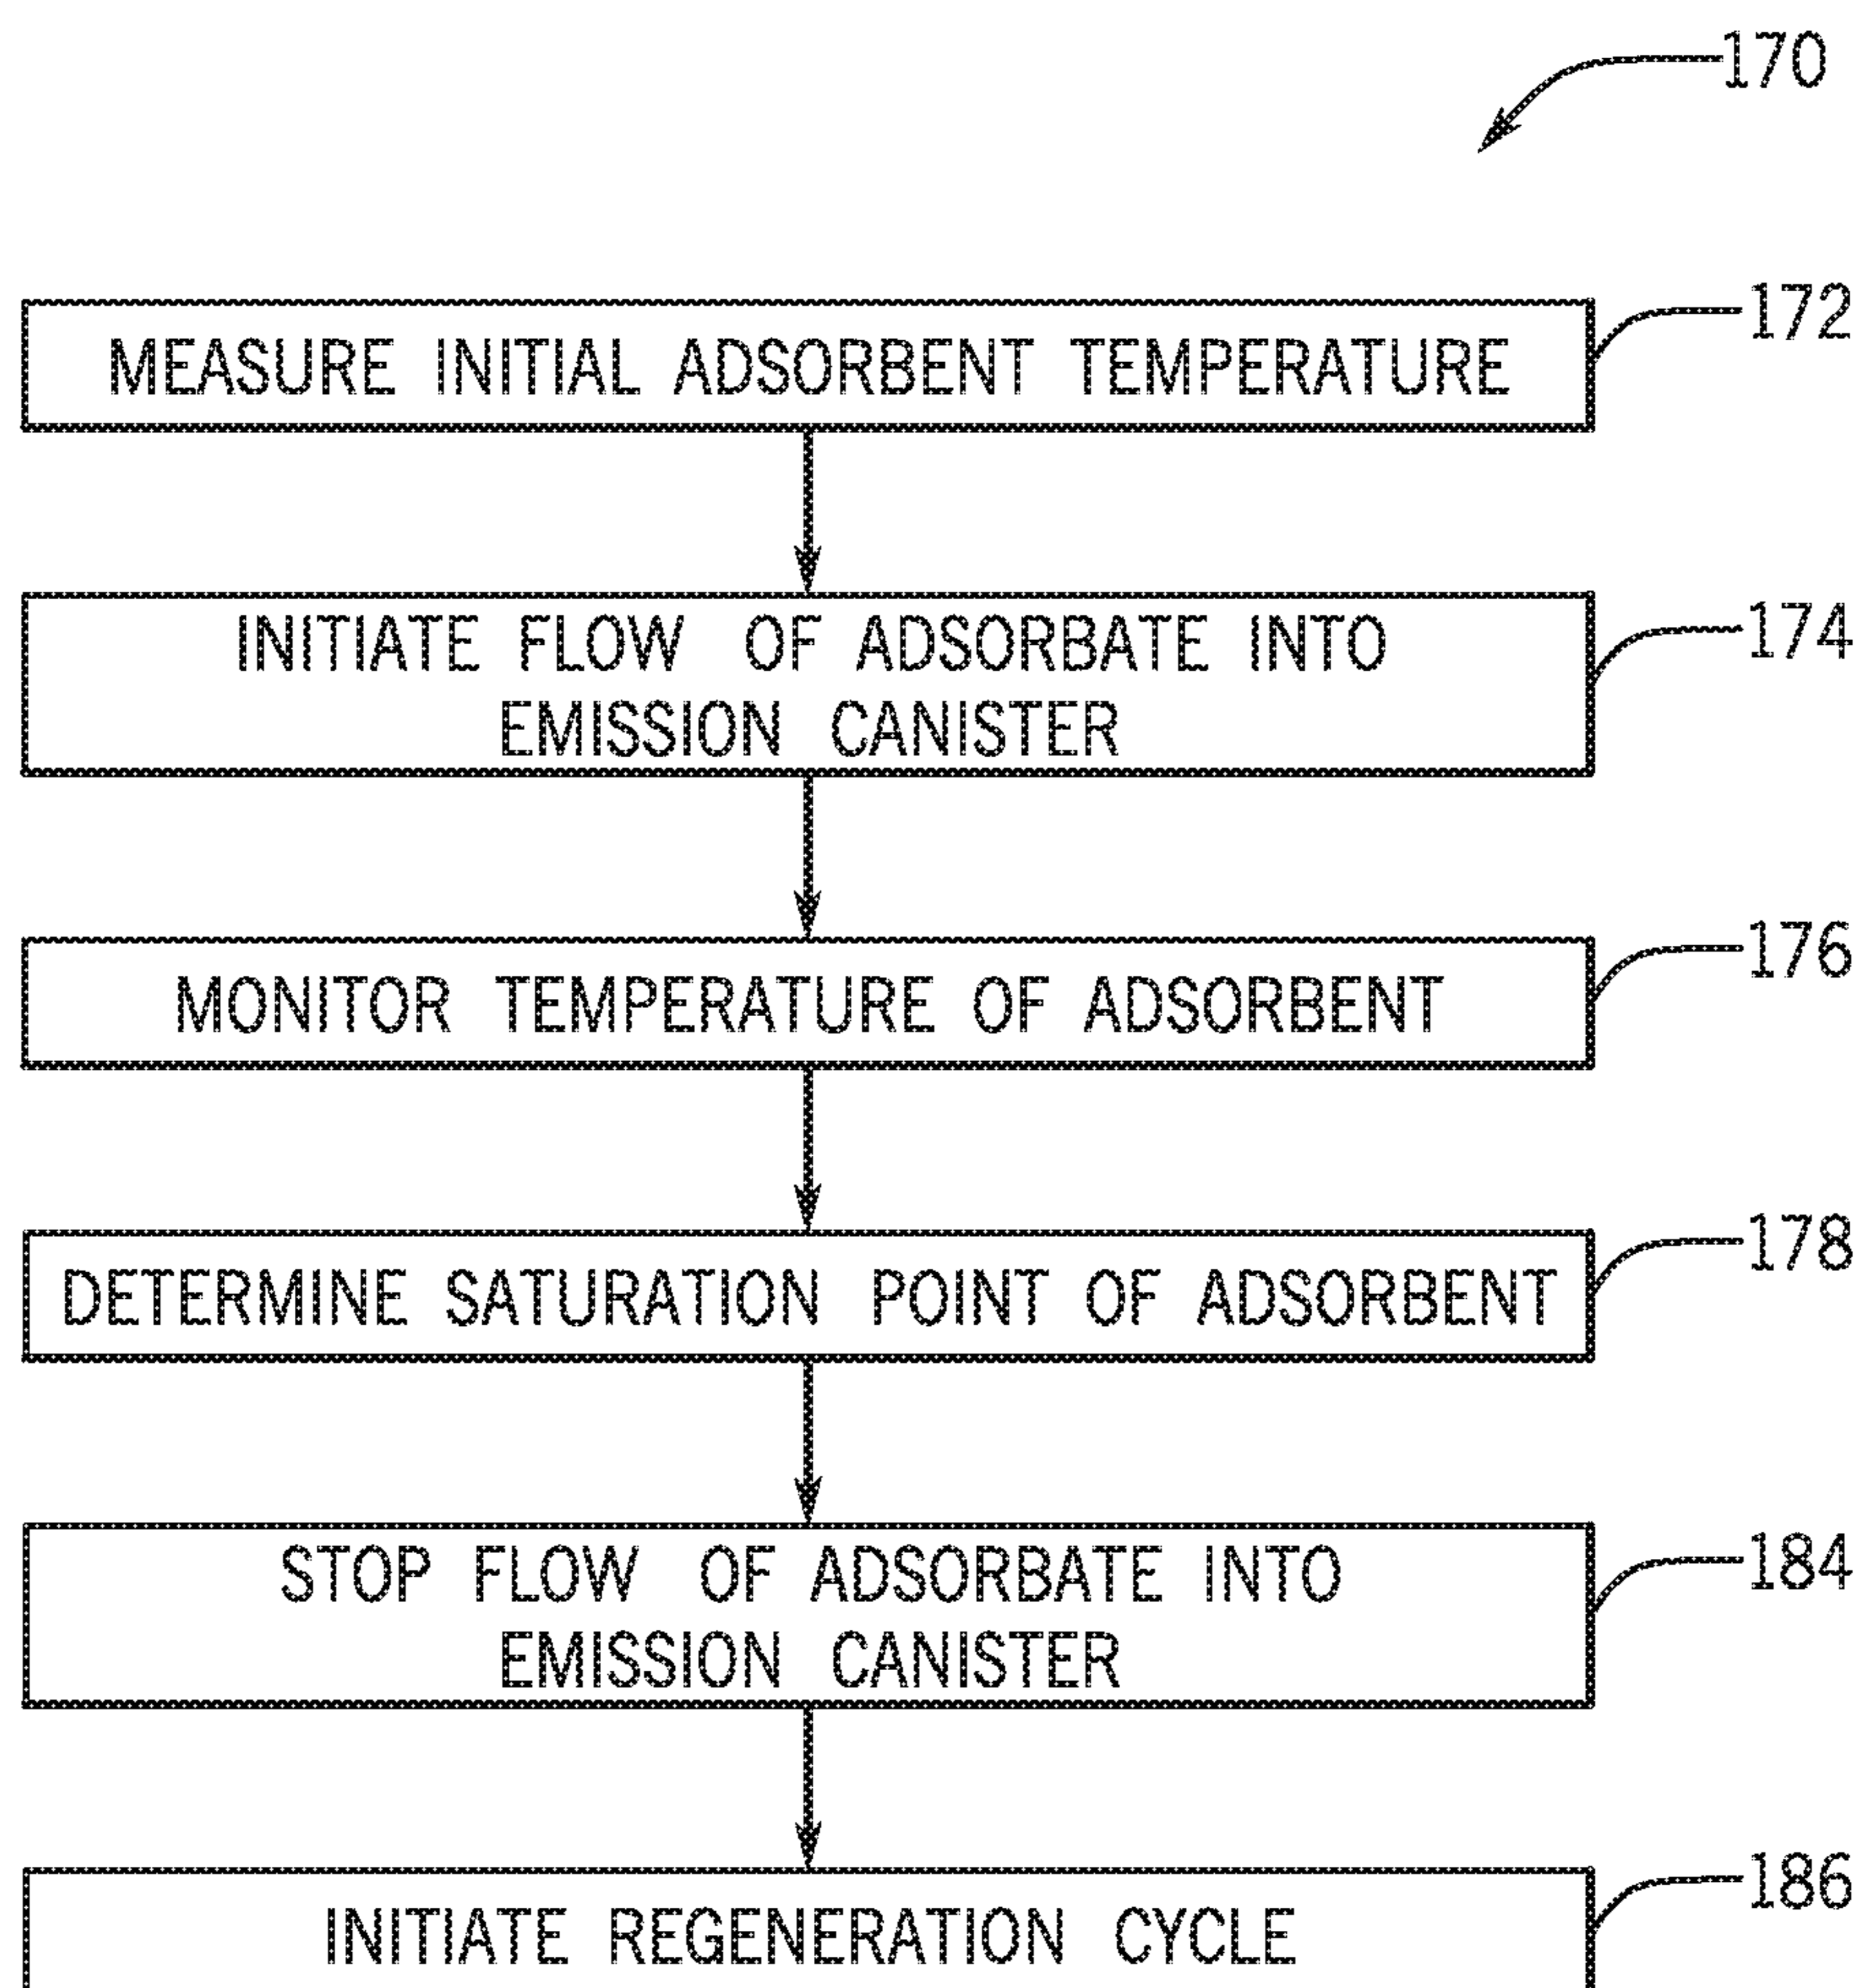 170
MEASURE INITIAL ADSORBENT TEMPERATURE
172
INITIATE FLOW OF ADSORBATE INTO
EMISSION CANISTER
174
MONITOR TEMPERATURE OF ADSORBENT
176
DETERMINE SATURATION POINT OF ADSORBENT
178
STOP FLOW OF ADSORBATE INTO
EMISSION CANISTER
184
INITIATE REGENERATION CYCLE
186